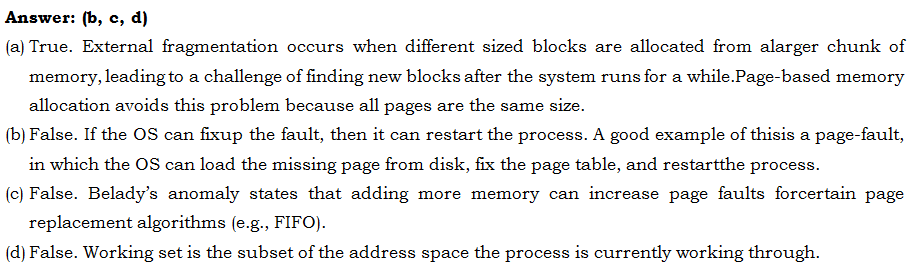 Answer: (b, c, d)
(a) True. External fragmentation occurs when different sized blocks are allocated from alarger chunk of
memory, leading to a challenge of finding new blocks after the system runs for a while.Page-based memory
allocation avoids this problem because all pages are the same size.
(b) False. If the OS can fixup the fault, then it can restart the process. A good example of thisis a page-fault,
in which the OS can load the missing page from disk, fix the page table, and restartthe process.
(c) False. Belady’s anomaly states that adding more memory can increase page faults forcertain page
replacement algorithms (e.g., FIFO).
(d) False. Working set is the subset of the address space the process is currently working through.